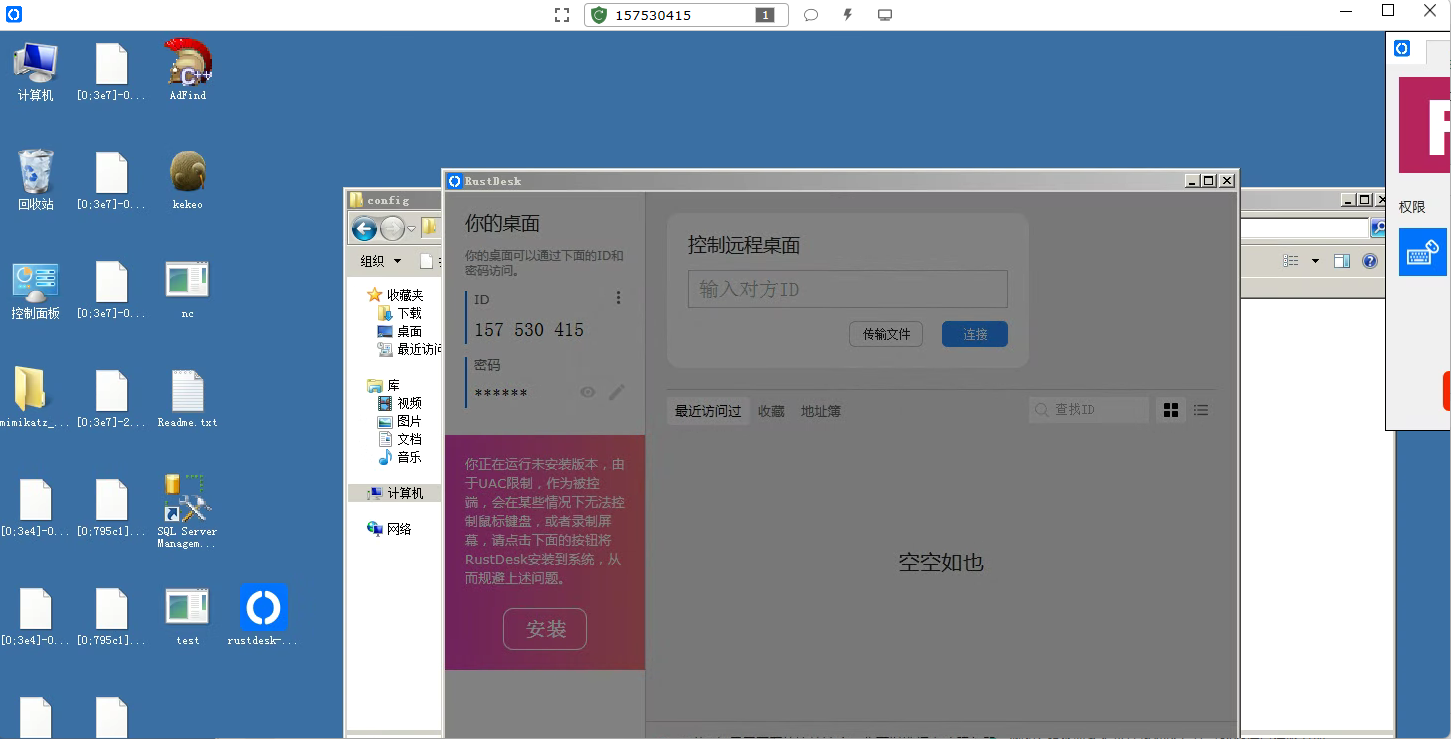 157530415
1
计算机
[0;3e7]-0...
AdFind
回收站
[0;3e7]-0...
kekeo
控制面板
[0;3e7]-0...
nc
mimikatz_...
[0;3e7]-2...
Readme.txt
[0;3e4]-0...
[0;795c1]...
SQL Server
Managem...
[0;3e4]-0...
[0;795c1]...
test
rustdesk-...
config
组织
收藏夹
下载
桌面
最近访问
库
视频
图片
文档
音乐
计算机
网络
RustDesk
你的桌面
你的桌面可以通过下面的ID和
密码访问。
ID
157 530 415
密码
******
你正在运行未安装版本，由
于UAC限制，作为被控
端，会在某些情况下无法控
制鼠标键盘，或者录制屏
幕，请点击下面的按钮将
RustDesk安装到系统，从
而规避上述问题。
安装
控制远程桌面
输入对方ID
传输文件
连接
最近访问过
收藏
地址簿
查找ID
空空如也
权限